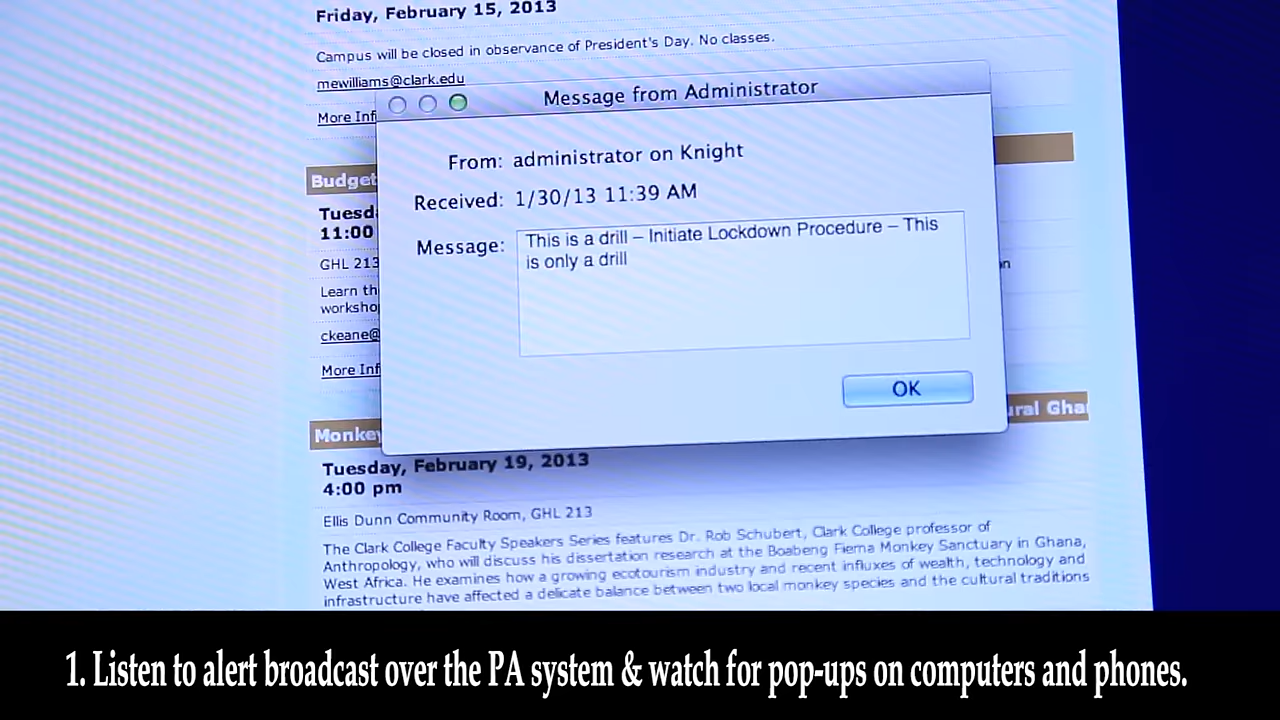 Friday, February 15, 2013
Campus will be closed in observance of President's Day. No classes.
mewilliams@clark.edu
More Inf
Message from Administrator
From: administrator on Knight
Received: 1/30/13 11:39 AM
Message: This is a drill – Initiate Lockdown Procedure – This
is only a drill
OK
Budget
Tuesd
11:00
GHL 213
Learn th
worksho
ckeane@
More Inf
Monkey
ural Ghan
Tuesday, February 19, 2013
4:00 pm
Ellis Dunn Community Room, GHL 213
The Clark College Faculty Speakers Series features Dr. Rob Schubert, Clark College professor of
Anthropology, who will discuss his dissertation research at the Boabeng Fiema Monkey Sanctuary in Ghana,
West Africa. He examines how a growing ecotourism industry and recent influxes of wealth, technology and
infrastructure have affected a delicate balance between two local monkey species and the cultural traditions
1. Listen to alert broadcast over the PA system & watch for pop-ups on computers and phones.